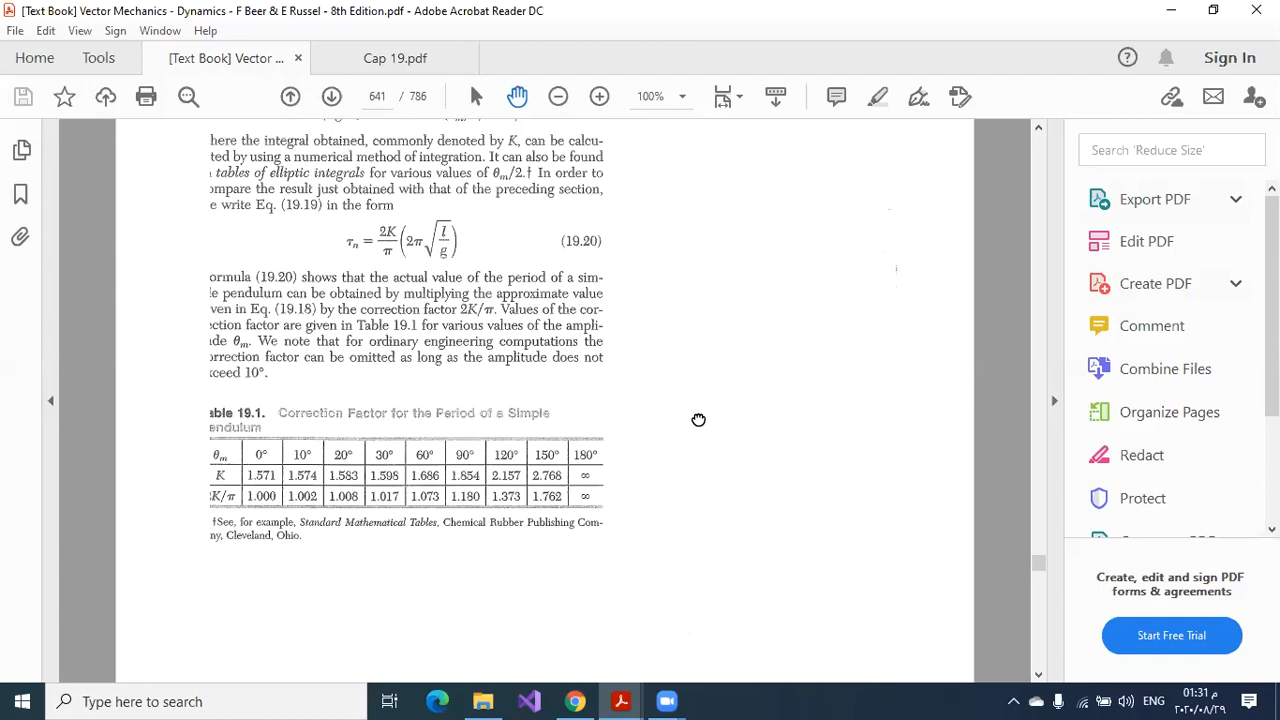 [Text Book] Vector Mechanics - Dynamics - F Beer & E Russel - 8th Edition.pdf - Adobe Acrobat Reader DC
File Edit View Sign Window Help
Home Tools [Text Book] Vector ... × Cap 19.pdf Sign In
641 / 786 100%
here the integral obtained, commonly denoted by K, can be calcu-
ted by using a numerical method of integration. It can also be found
tables of elliptic integrals for various values of θm/2.† In order to
ompare the result just obtained with that of the preceding section,
e write Eq. (19.19) in the form
τn = 2K/π (2π√(l/g)) (19.20)
ormula (19.20) shows that the actual value of the period of a sim-
le pendulum can be obtained by multiplying the approximate value
ven in Eq. (19.18) by the correction factor 2K/π. Values of the cor-
ection factor are given in Table 19.1 for various values of the ampli-
ude θm. We note that for ordinary engineering computations the
orrection factor can be omitted as long as the amplitude does not
xceed 10°.
able 19.1. Correction Factor for the Period of a Simple
endulum
θm 0° 10° 20° 30° 60° 90° 120° 150° 180°
K 1.571 1.574 1.583 1.598 1.686 1.854 2.157 2.768 ∞
K/π 1.000 1.002 1.008 1.017 1.073 1.180 1.373 1.762 ∞
†See, for example, Standard Mathematical Tables, Chemical Rubber Publishing Com-
ny, Cleveland, Ohio.
Search 'Reduce Size'
Export PDF
Edit PDF
Create PDF
Comment
Combine Files
Organize Pages
Redact
Protect
Create, edit and sign PDF
forms & agreements
Start Free Trial
Type here to search
ENG
01:31 م
٢٠٢٠/٠٨/٢٩